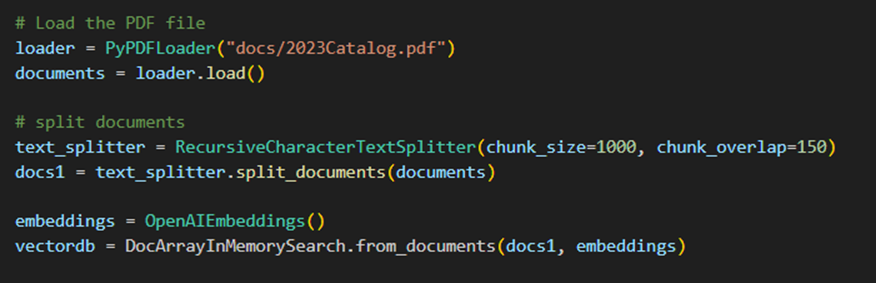 # Load the PDF file
loader = PyPDFLoader("docs/2023Catalog.pdf")
documents = loader.load()
# split documents
text_splitter = RecursiveCharacterTextSplitter(chunk_size=1000, chunk_overlap=150)
docs1 = text_splitter.split_documents(documents)
embeddings = OpenAIEmbeddings()
vectordb = DocArrayInMemorySearch.from_documents(docs1, embeddings)